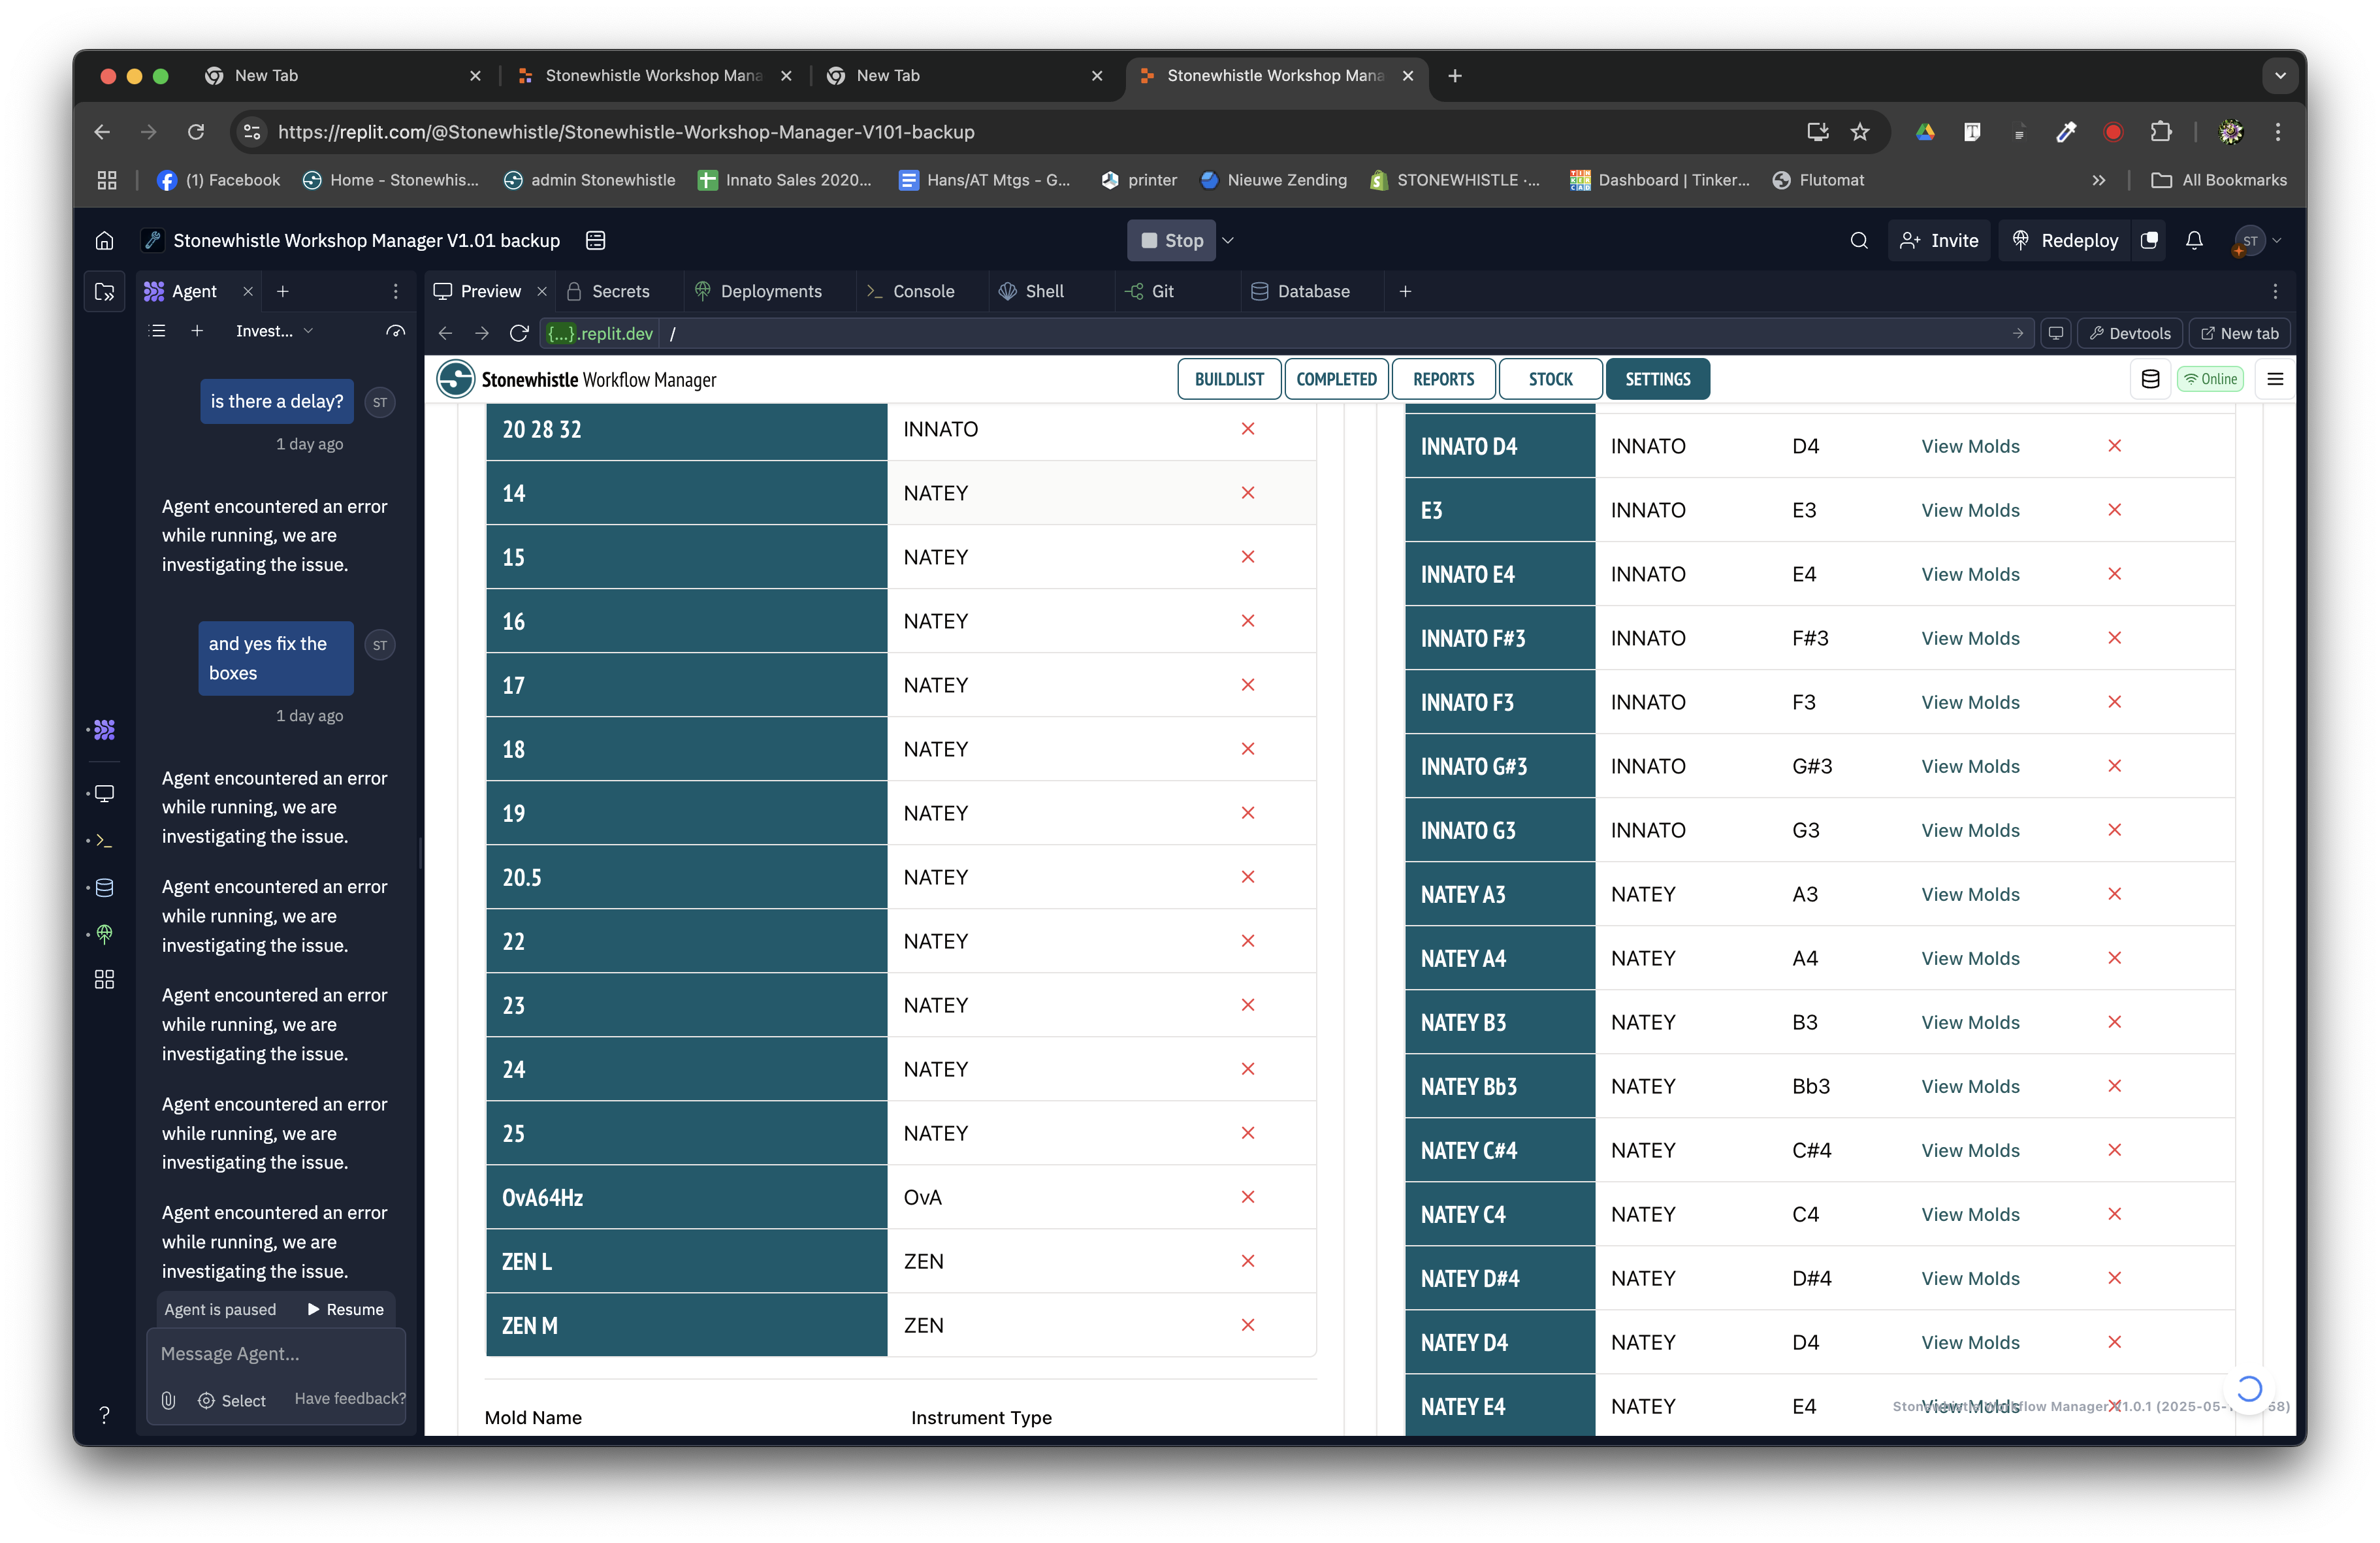 New Tab
Stonewhistle Workshop Mana
New Tab
Stonewhistle Workshop Mana
https://replit.com/@Stonewhistle/Stonewhistle-Workshop-Manager-V101-backup
(1) Facebook
Home - Stonewhis...
admin Stonewhistle
Innato Sales 2020...
Hans/AT Mtgs - G...
printer
Nieuwe Zending
STONEWHISTLE ·...
Dashboard | Tinker...
Flutomat
All Bookmarks
Stonewhistle Workshop Manager V1.01 backup
Stop
Invite
Redeploy
ST
Agent
Preview
Secrets
Deployments
Console
Shell
Git
Database
Invest...
{...}.replit.dev /
Devtools
New tab
is there a delay?
ST
1 day ago
Agent encountered an error
while running, we are
investigating the issue.
and yes fix the
boxes
ST
1 day ago
Agent encountered an error
while running, we are
investigating the issue.
Agent encountered an error
while running, we are
investigating the issue.
Agent encountered an error
while running, we are
investigating the issue.
Agent encountered an error
while running, we are
investigating the issue.
Agent encountered an error
while running, we are
investigating the issue.
Agent is paused
Resume
Message Agent...
Select
Have feedback?
Stonewhistle Workflow Manager
BUILDLIST
COMPLETED
REPORTS
STOCK
SETTINGS
Online
20 28 32 INNATO
14 NATEY
15 NATEY
16 NATEY
17 NATEY
18 NATEY
19 NATEY
20.5 NATEY
22 NATEY
23 NATEY
24 NATEY
25 NATEY
OvA64Hz OvA
ZEN L ZEN
ZEN M ZEN
Mold Name Instrument Type
INNATO D4 INNATO D4 View Molds
E3 INNATO E3 View Molds
INNATO E4 INNATO E4 View Molds
INNATO F#3 INNATO F#3 View Molds
INNATO F3 INNATO F3 View Molds
INNATO G#3 INNATO G#3 View Molds
INNATO G3 INNATO G3 View Molds
NATEY A3 NATEY A3 View Molds
NATEY A4 NATEY A4 View Molds
NATEY B3 NATEY B3 View Molds
NATEY Bb3 NATEY Bb3 View Molds
NATEY C#4 NATEY C#4 View Molds
NATEY C4 NATEY C4 View Molds
NATEY D#4 NATEY D#4 View Molds
NATEY D4 NATEY D4 View Molds
NATEY E4 NATEY E4 View Molds
Stonewhistle Workflow Manager V1.0.1 (2025-05-